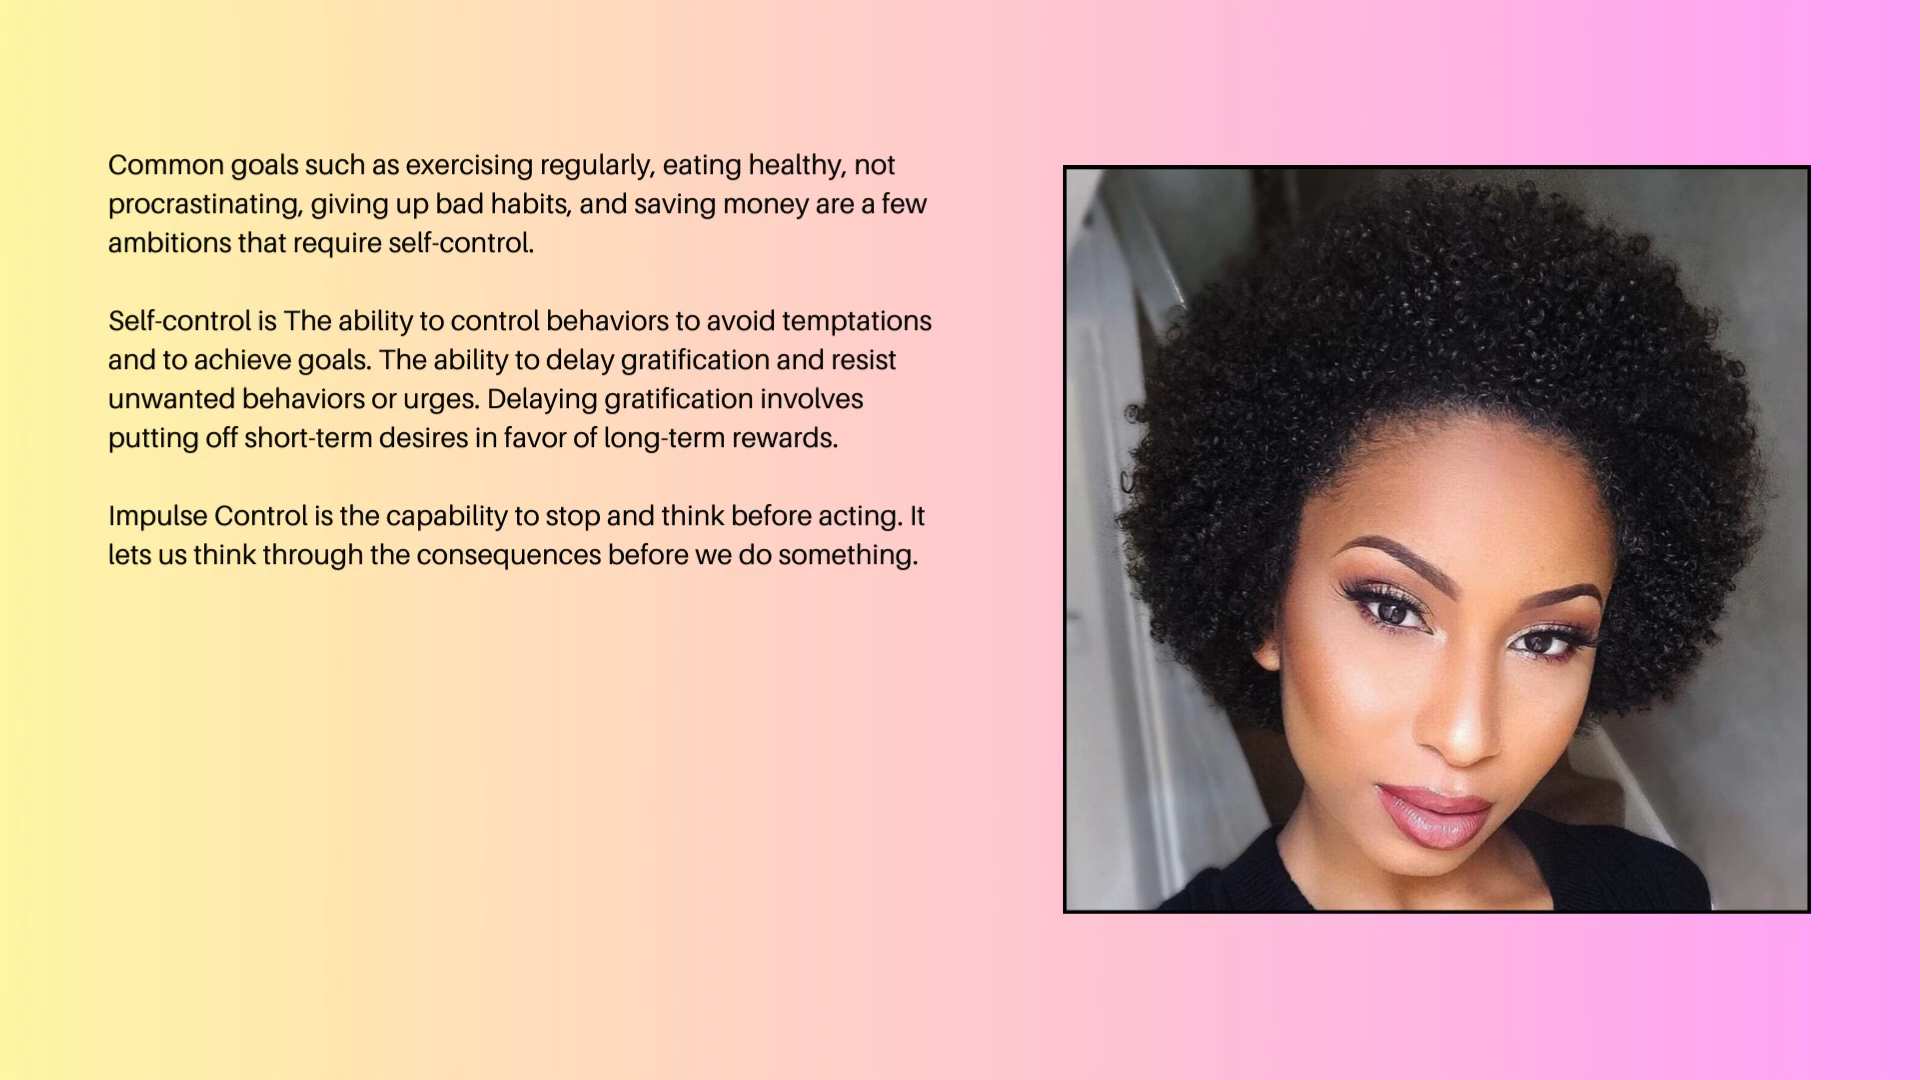 Common goals such as exercising regularly, eating healthy, not
procrastinating, giving up bad habits, and saving money are a few
ambitions that require self-control.
Self-control is The ability to control behaviors to avoid temptations
and to achieve goals. The ability to delay gratification and resist
unwanted behaviors or urges. Delaying gratification involves
putting off short-term desires in favor of long-term rewards.
Impulse Control is the capability to stop and think before acting. It
lets us think through the consequences before we do something.